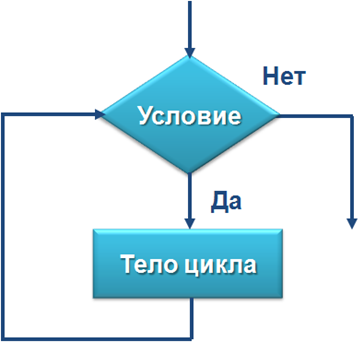 Нет
Условие
Да
Тело цикла